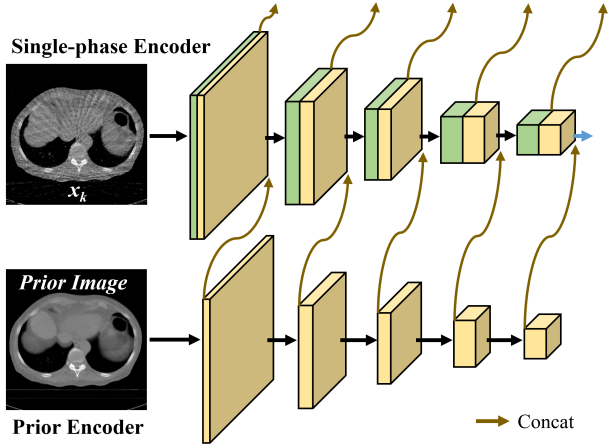 Single-phase Encoder
x_k
Prior Image
Prior Encoder
Concat